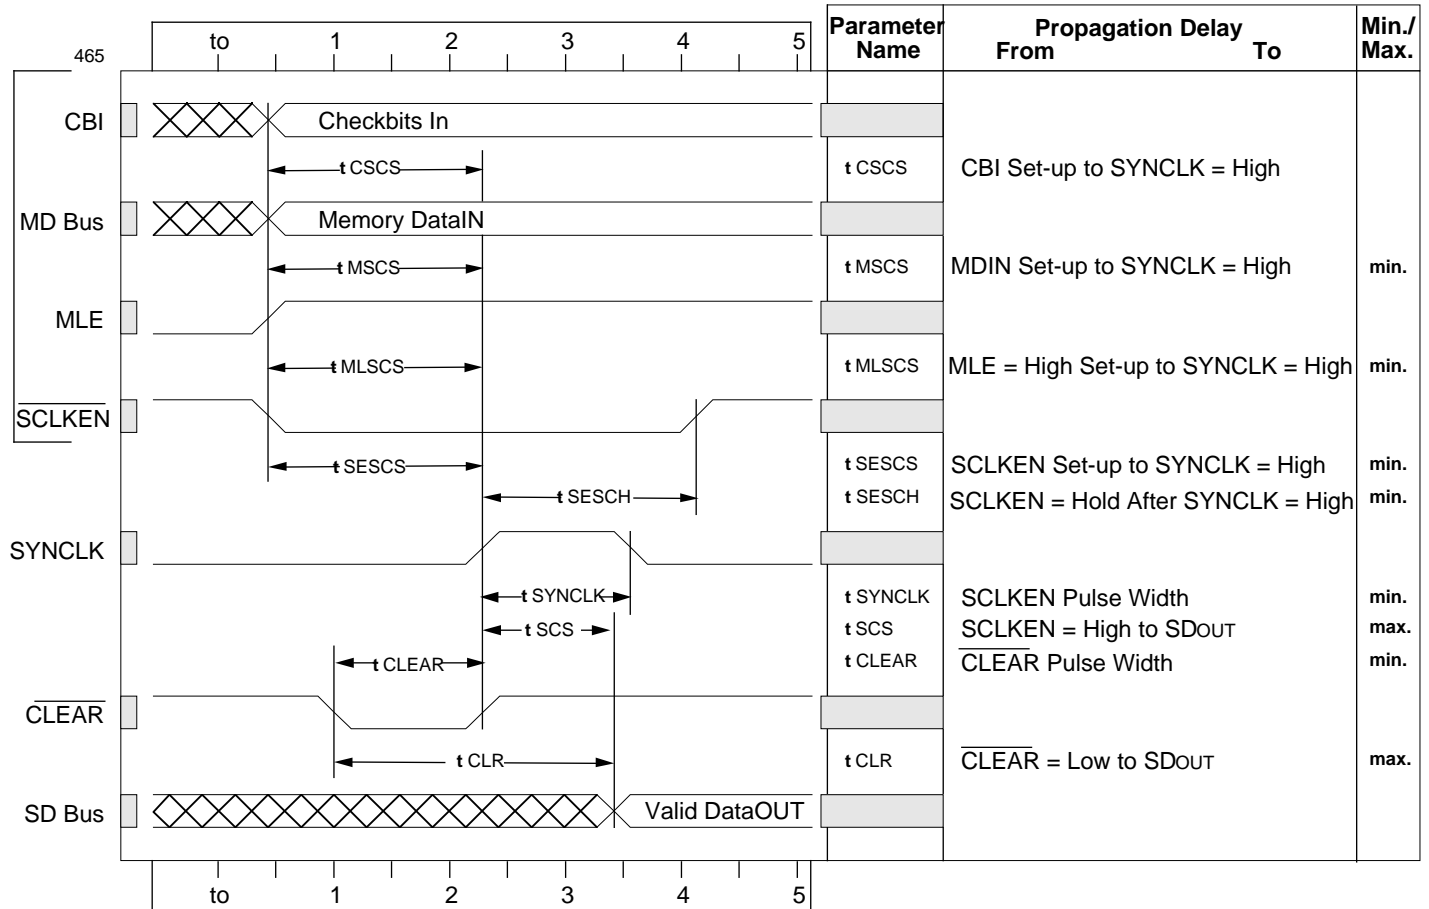 to 1 2 3 4 5
Parameter Name
Propagation Delay
From To
Min./ Max.
465
CBI
Checkbits In
t CSCS
t CSCS CBI Set-up to SYNCLK = High
MD Bus
Memory DataIN
t MSCS
t MSCS MDIN Set-up to SYNCLK = High min.
MLE
t MLSCS
t MLSCS MLE = High Set-up to SYNCLK = High min.
SCLKEN
t SESCS
t SESCS SCLKEN Set-up to SYNCLK = High min.
t SESCH
t SESCH SCLKEN = Hold After SYNCLK = High min.
SYNCLK
t SYNCLK
t SYNCLK SCLKEN Pulse Width min.
t SCS
t SCS SCLKEN = High to SDOUT max.
t CLEAR
t CLEAR CLEAR Pulse Width min.
CLEAR
t CLR
t CLR CLEAR = Low to SDOUT max.
SD Bus
Valid DataOUT
to 1 2 3 4 5